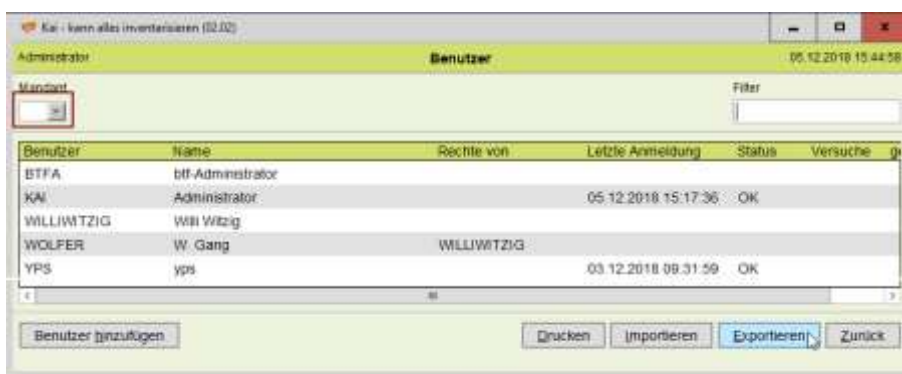 Kai - kann alles inventarisieren (02.02)
Administrator Benutzer 05.12.2018 15:44:58
Mandant Filter
Benutzer Name Rechte von Letzte Anmeldung Status Versuche
BTFA btf-Administrator
KAI Administrator 05.12.2018 15:17:36 OK
WILLIWITZIG Willi Witzig
WOLFER W. Gang WILLIWITZIG
YPS yps 03.12.2018 09:31:59 OK
Benutzer hinzufügen Drucken Importieren Exportieren Zurück